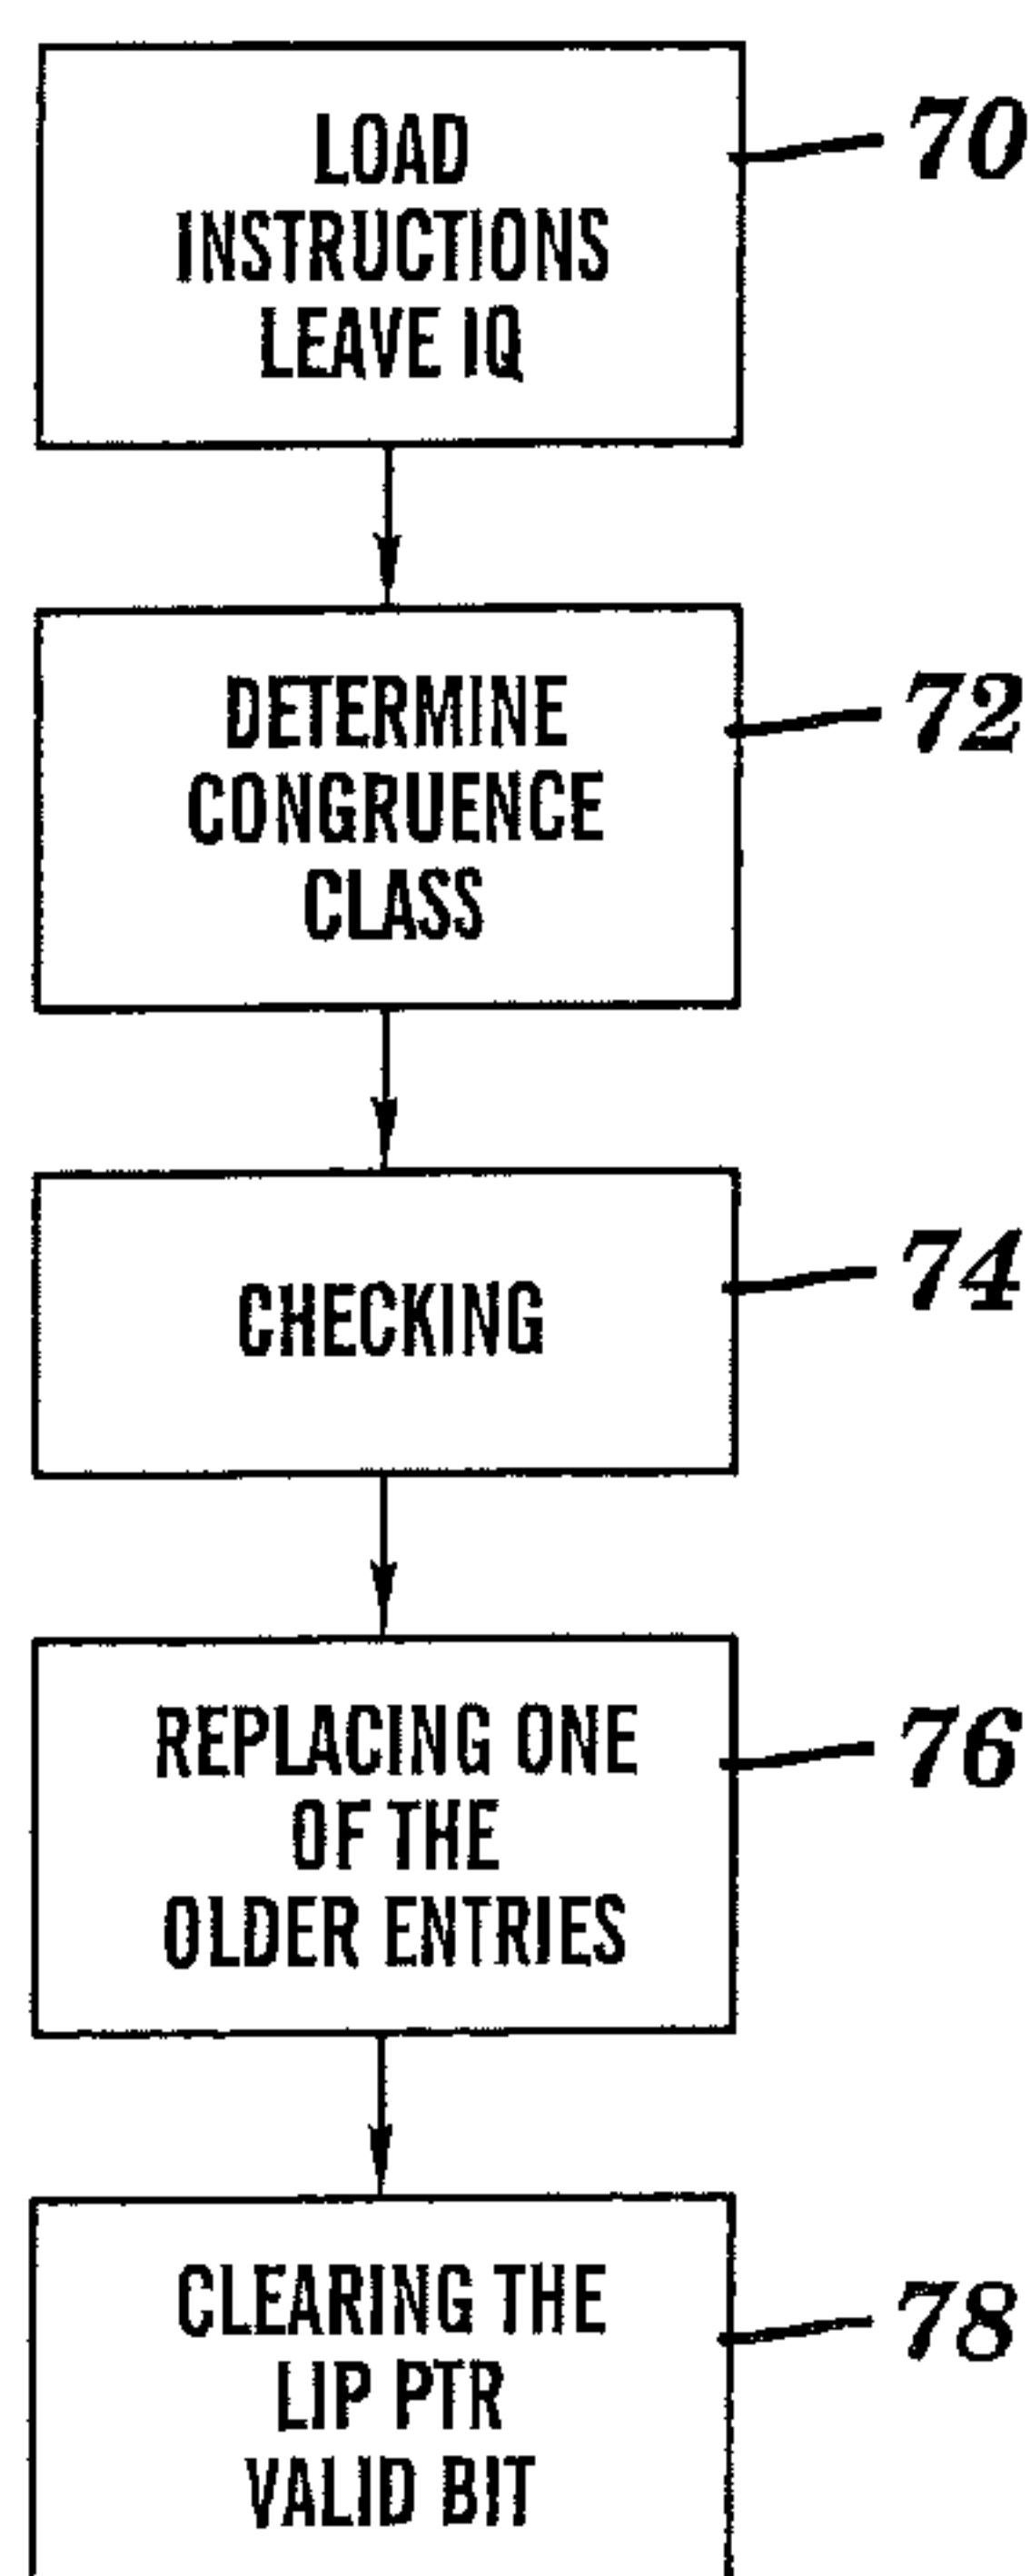 LOAD
INSTRUCTIONS
LEAVE IQ
70
DETERMINE
CONGRUENCE
CLASS
72
CHECKING
74
REPLACING ONE
OF THE
OLDER ENTRIES
76
CLEARING THE
LIP PTR
VALID BIT
78